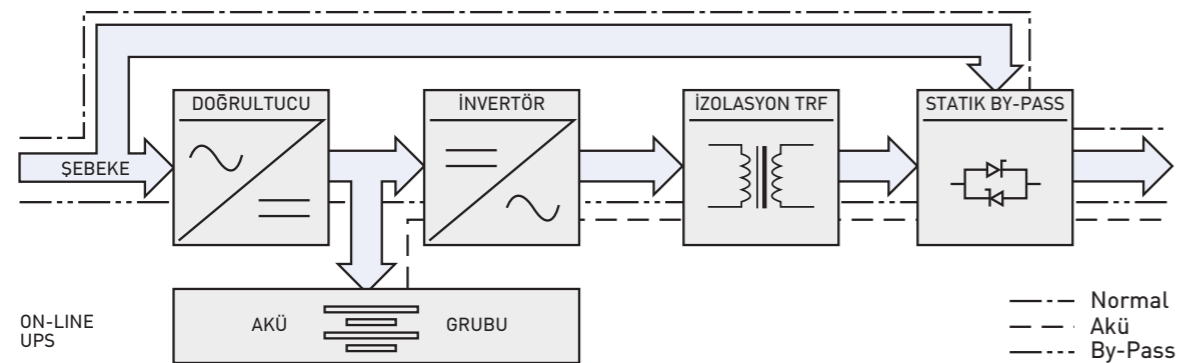 DOĞRULTUCU
İNVERTÖR
İZOLASYON TRF
STATIK BY-PASS
ŞEBEKE
AKÜ GRUBU
ON-LINE
UPS
Normal
Akü
By-Pass